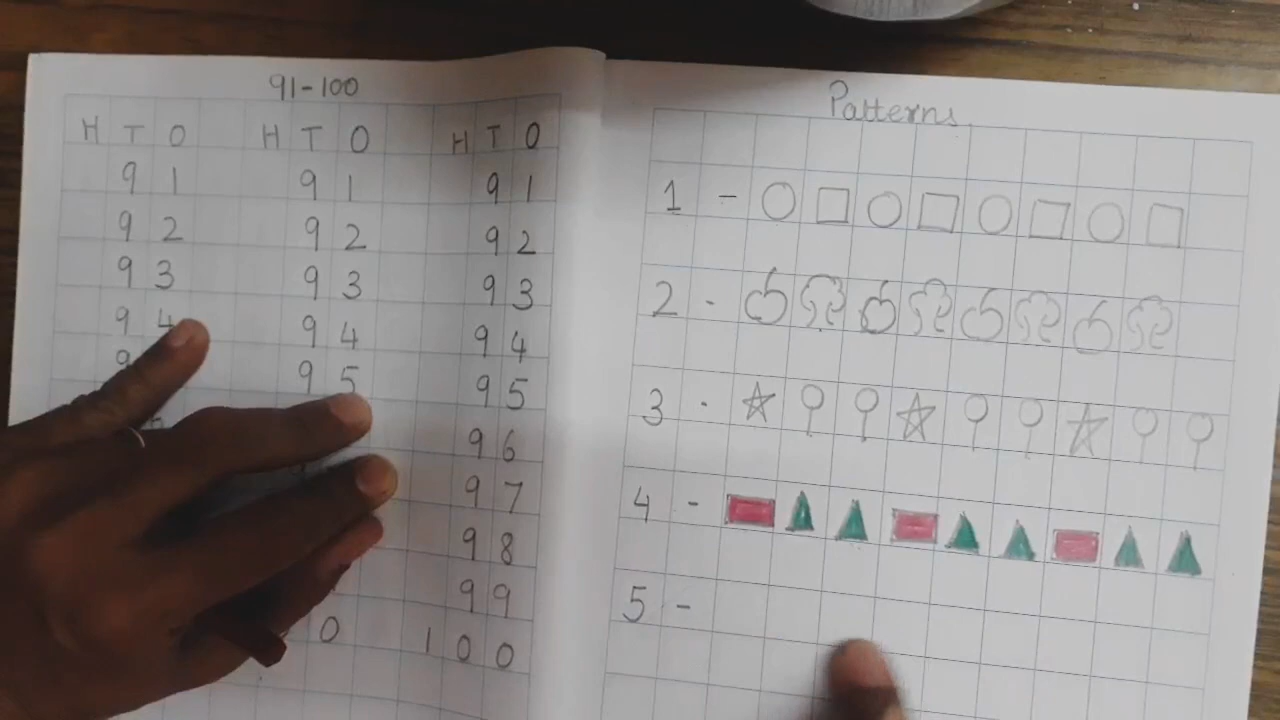 91-100
H T O H T O H T O
9 1 9 1 9 1
9 2 9 2 9 2
9 3 9 3 9 3
9 4 9 4 9 4
9 9 5 9 5
9 6
9 7
9 8
9 9
0 1 0 0
Patterns.
1 -
2 -
3 -
4 -
5 -